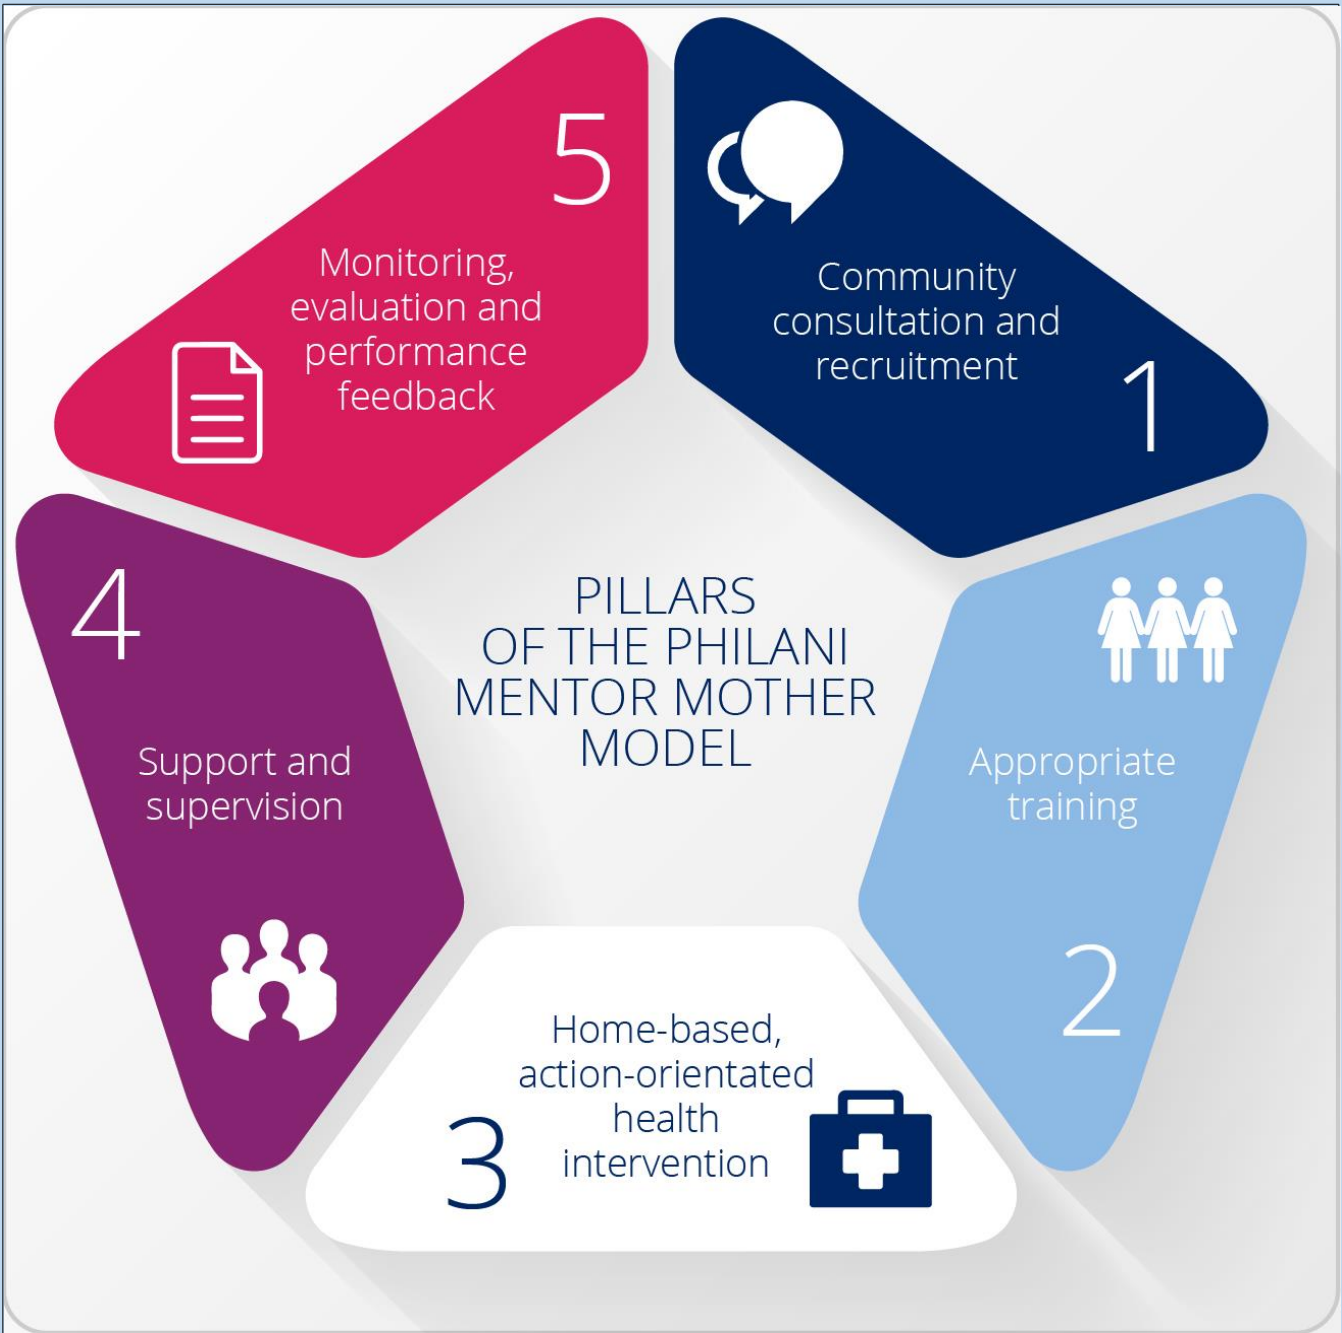 PILLARS
OF THE PHILANI
MENTOR MOTHER
MODEL
Community
consultation and
recruitment
1
Appropriate
training
2
Home-based,
action-orientated
health
intervention
3
4
Support and
supervision
5
Monitoring,
evaluation and
performance
feedback